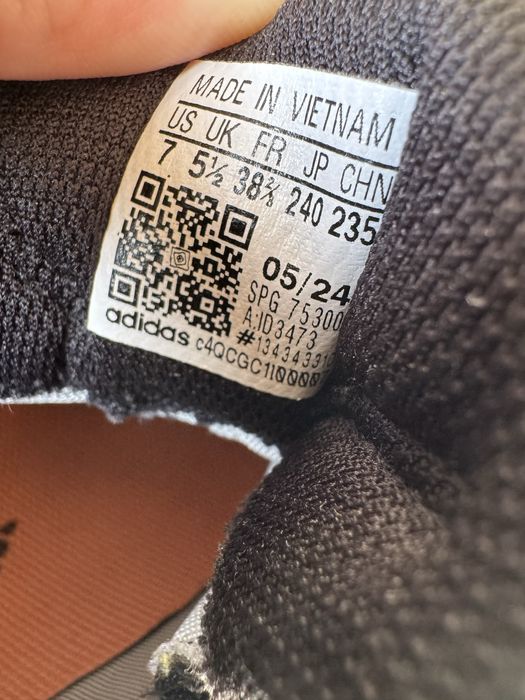 MADE IN VIETNAM
US UK FR JP CHN
7 5½ 38⅔ 240 235
05/24
SPG 75300
A:ID3473
adidas